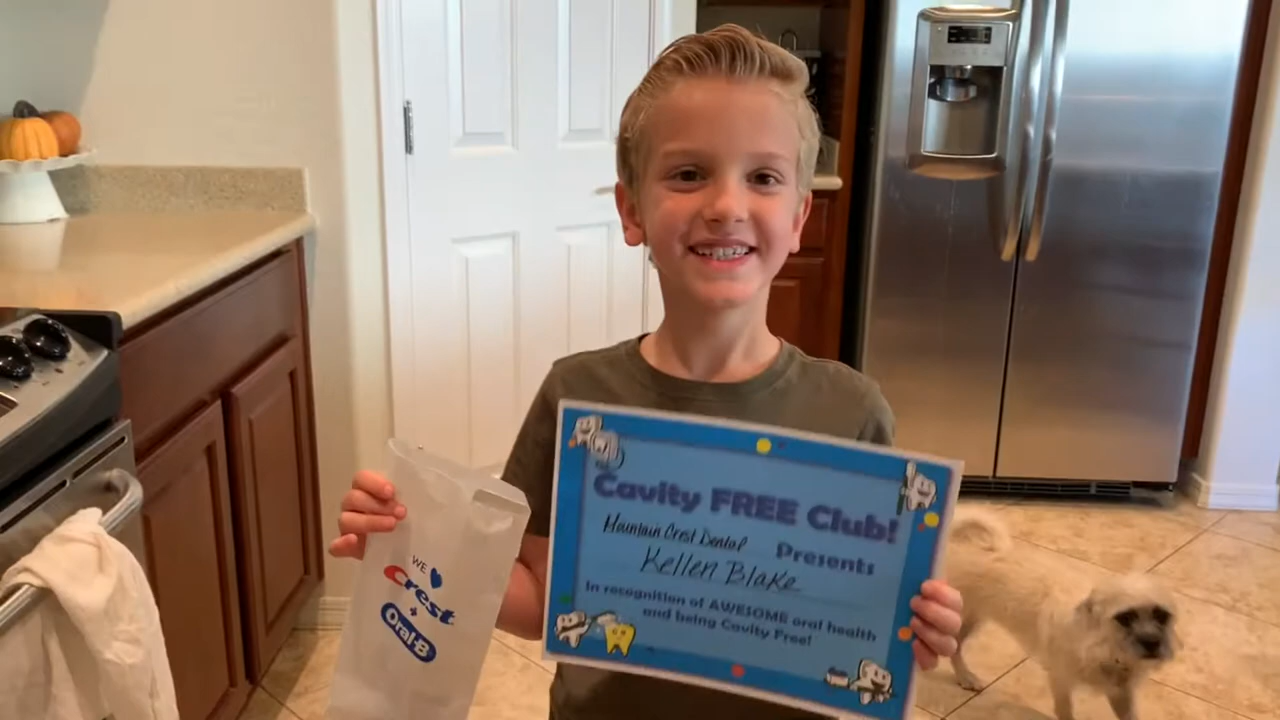 Cavity FREE Club!
Mountain Crest Dental Presents
Kellen Blake
In recognition of AWESOME oral health
and being Cavity Free!
WE
Crest
+
Oral-B